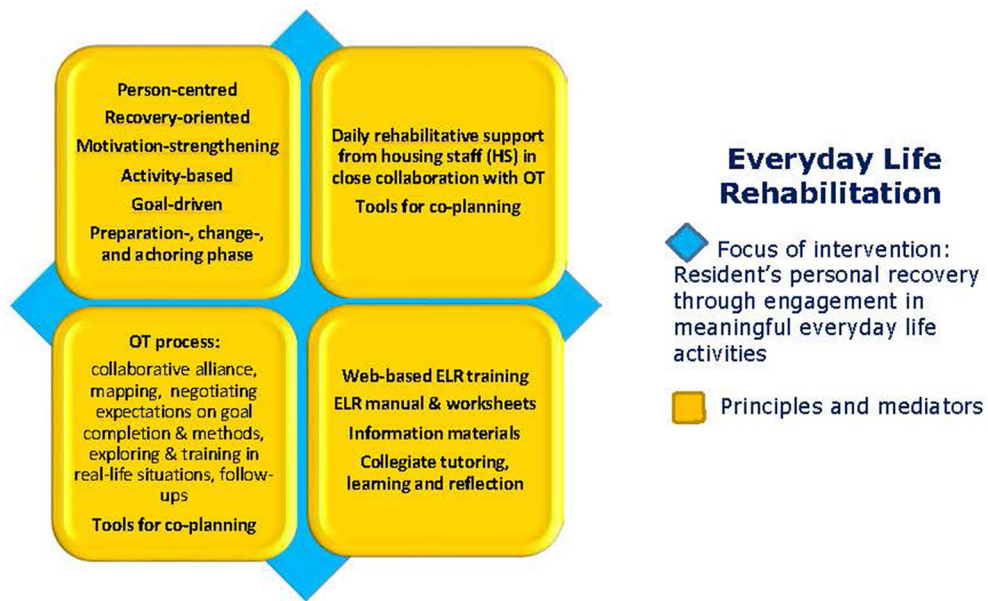 Person-centred
Recovery-oriented
Motivation-strengthening
Activity-based
Goal-driven
Preparation-, change-,
and achoring phase
Daily rehabilitative support
from housing staff (HS) in
close collaboration with OT
Tools for co-planning
OT process:
collaborative alliance,
mapping, negotiating
expectations on goal
completion & methods,
exploring & training in
real-life situations, follow-
ups
Tools for co-planning
Web-based ELR training
ELR manual & worksheets
Information materials
Collegiate tutoring,
learning and reflection
Everyday Life
Rehabilitation
Focus of intervention:
Resident's personal recovery
through engagement in
meaningful everyday life
activities
Principles and mediators